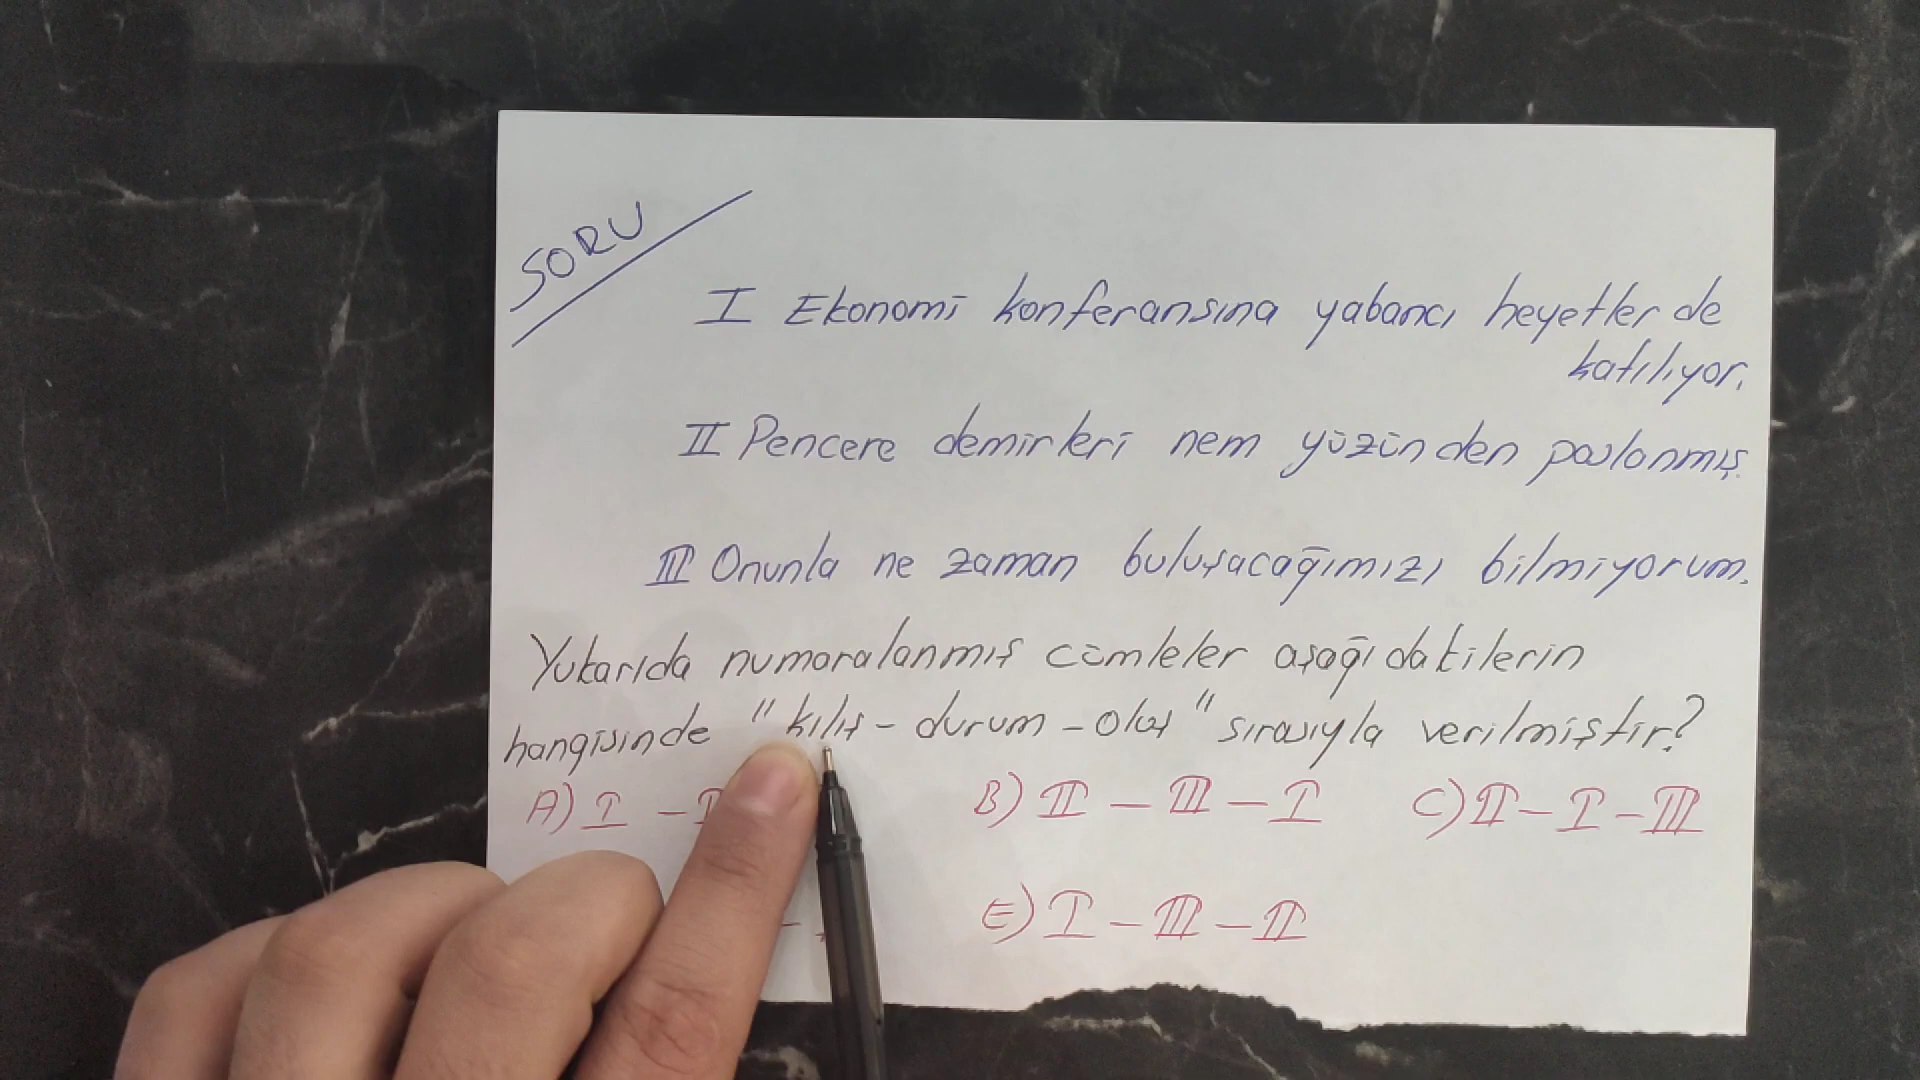 SORU
I Ekonomi konferansına yabancı heyetler de
katılıyor.
II Pencere demirleri nem yüzünden paslanmış.
III Onunla ne zaman buluşacağımızı bilmiyorum.
Yukarıda numaralanmış cümleler aşağıdakilerin
hangisinde "kılış - durum - oluş" sırasıyla verilmiştir?
A) I - B) II - III - I C) II - I - III
E) I - III - II